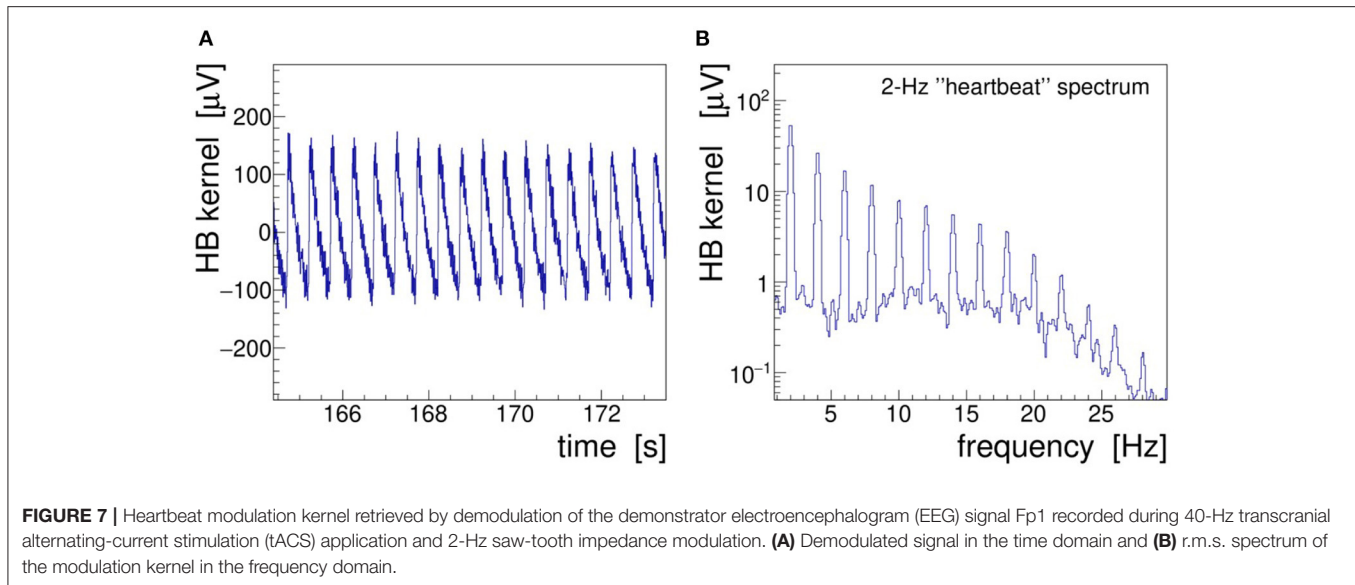 A
HB kernel [μV]
200
100
0
−100
−200
166
168
170
172
time [s]
B
HB kernel [μV]
2-Hz ''heartbeat'' spectrum
10²
10
1
10⁻¹
5
10
15
20
25
frequency [Hz]
FIGURE 7 | Heartbeat modulation kernel retrieved by demodulation of the demonstrator electroencephalogram (EEG) signal Fp1 recorded during 40-Hz transcranial
alternating-current stimulation (tACS) application and 2-Hz saw-tooth impedance modulation. (A) Demodulated signal in the time domain and (B) r.m.s. spectrum of
the modulation kernel in the frequency domain.